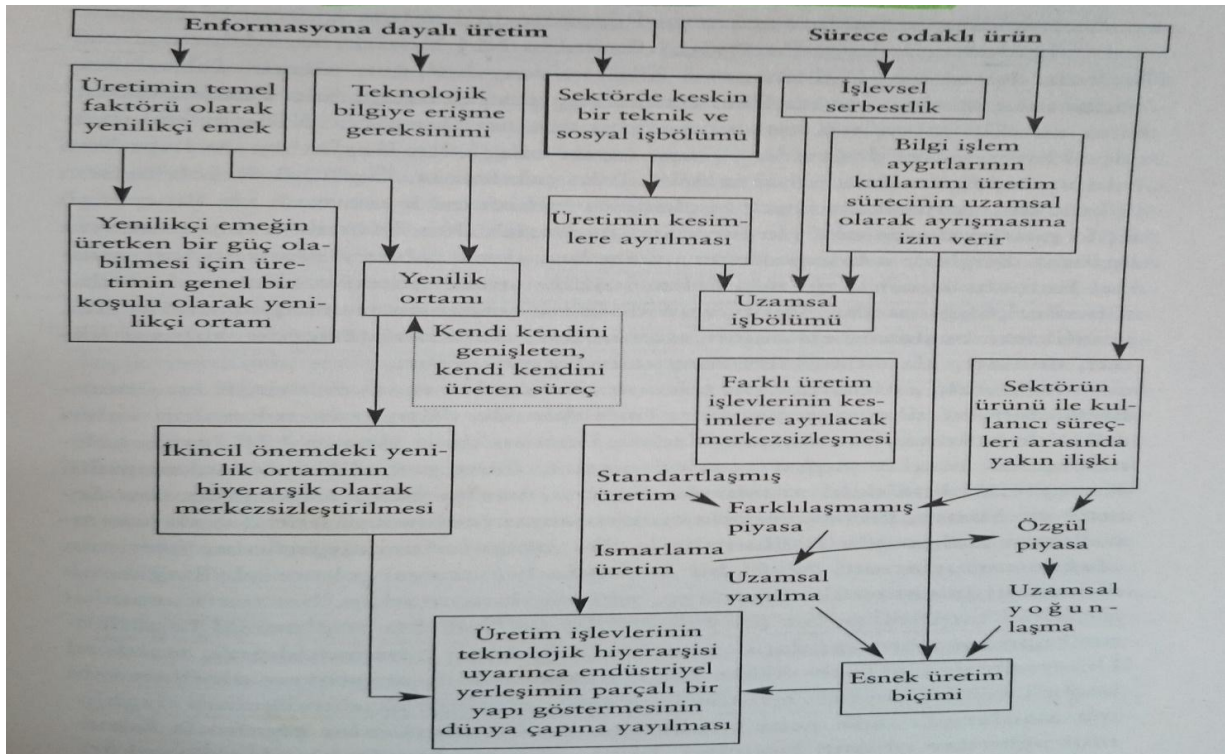 Enformasyona dayalı üretim
Sürece odaklı ürün
Üretimin temel
faktörü olarak
yenilikçi emek
Teknolojik
bilgiye erişme
gereksinimi
Sektörde keskin
bir teknik ve
sosyal işbölümü
İşlevsel
serbestlik
Bilgi işlem
aygıtlarının
kullanımı üretim
sürecinin uzamsal
olarak ayrışmasına
izin verir
Yenilikçi emeğin
üretken bir güç ola-
bilmesi için üre-
timin genel bir
koşulu olarak yeni-
likçi ortam
Yenilik
ortamı
Üretimin kesim-
lere ayrılması
Uzamsal
işbölümü
Kendi kendini
genişleten,
kendi kendini
üreten süreç
Farklı üretim
işlevlerinin kes-
imlere ayrılacak
merkezsizleşmesi
Sektörün
ürünü ile kul-
lanıcı süreç-
leri arasında
yakın ilişki
İkincil önemdeki yeni-
lik ortamının
hiyerarşik olarak
merkezsizleştirilmesi
Standartlaşmış
üretim
Farklılaşmamış
piyasa
Ismarlama
üretim
Özgül
piyasa
Uzamsal
yayılma
Uzamsal
yoğun-
laşma
Üretim işlevlerinin
teknolojik hiyerarşisi
uyarınca endüstriyel
yerleşimin parçalı bir
yapı göstermesinin
dünya çapına yayılması
Esnek üretim
biçimi